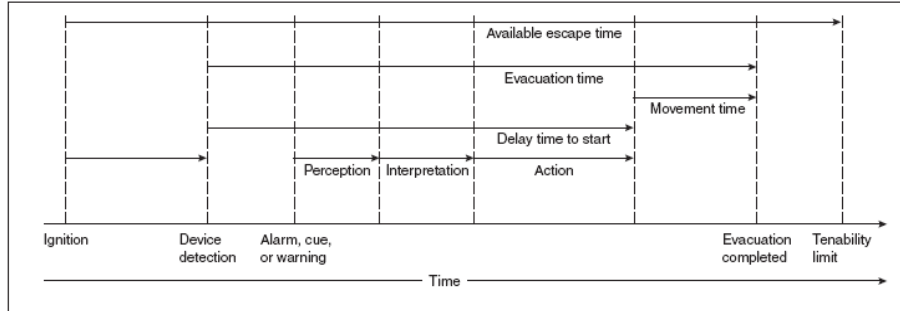 Available escape time
Evacuation time
Movement time
Delay time to start
Perception
Interpretation
Action
Ignition
Device
detection
Alarm, cue,
or warning
Evacuation
completed
Tenability
limit
Time